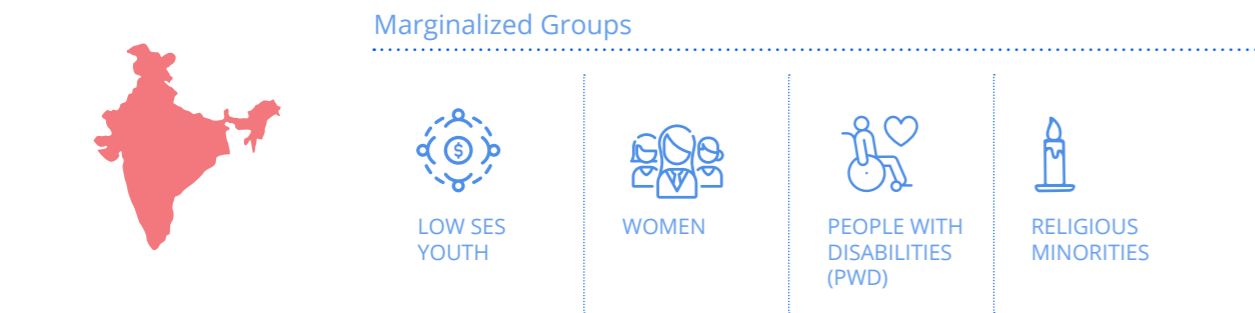 Marginalized Groups
$
LOW SES
YOUTH
WOMEN
PEOPLE WITH
DISABILITIES
(PWD)
RELIGIOUS
MINORITIES